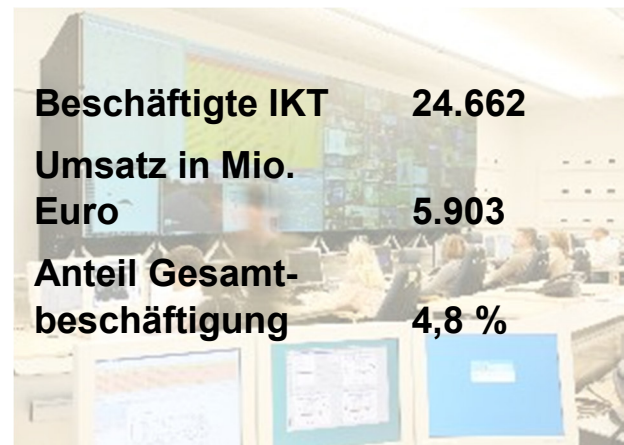 Beschäftigte IKT 24.662
Umsatz in Mio.
Euro 5.903
Anteil Gesamt-
beschäftigung 4,8 %